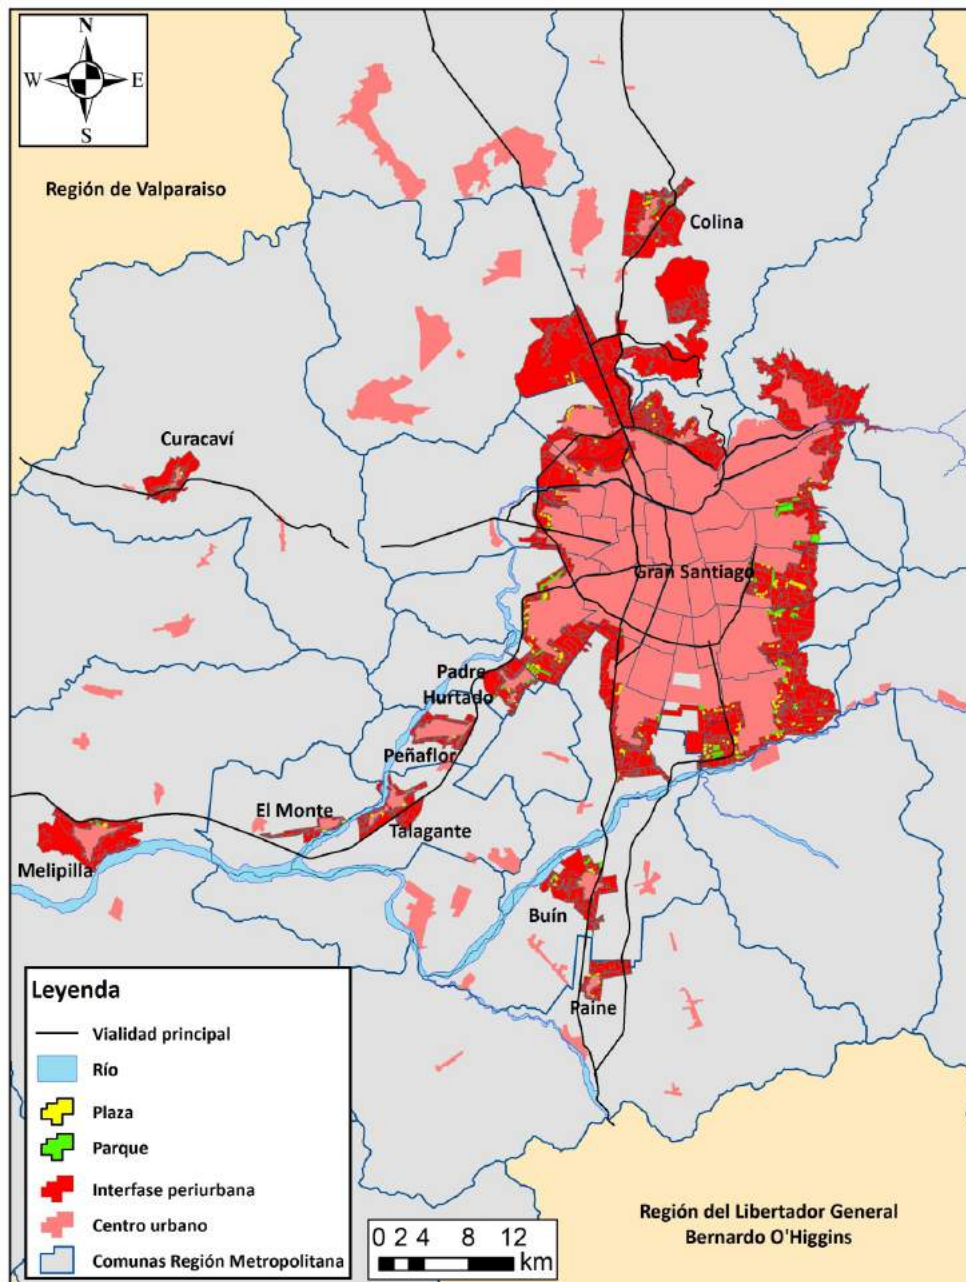 N
W E
S
Región de Valparaiso
Colina
Curacaví
Gran Santiago
Padre
Hurtado
Peñaflor
El Monte
Talagante
Melipilla
Buín
Paine
Leyenda
Vialidad principal
Río
Plaza
Parque
Interfase periurbana
Centro urbano
Comunas Región Metropolitana
0 2 4 8 12
km
Región del Libertador General
Bernardo O'Higgins